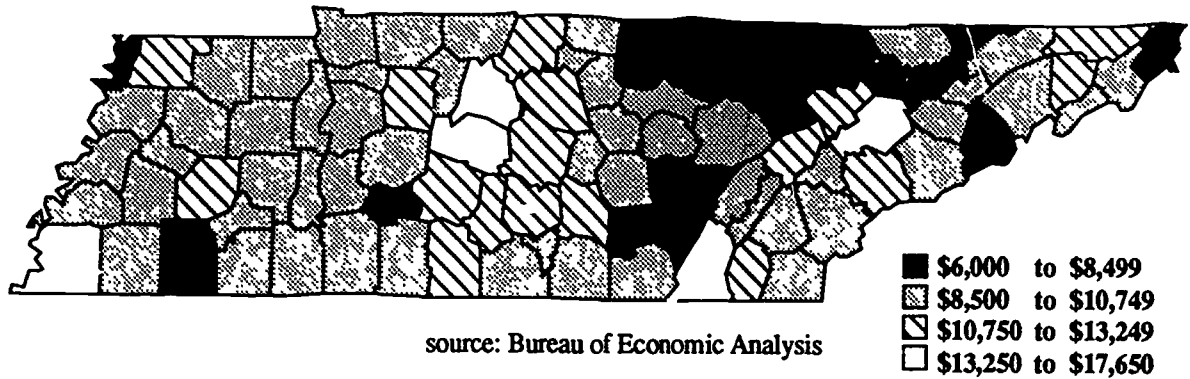 $6,000 to $8,499
$8,500 to $10,749
$10,750 to $13,249
$13,250 to $17,650
source: Bureau of Economic Analysis